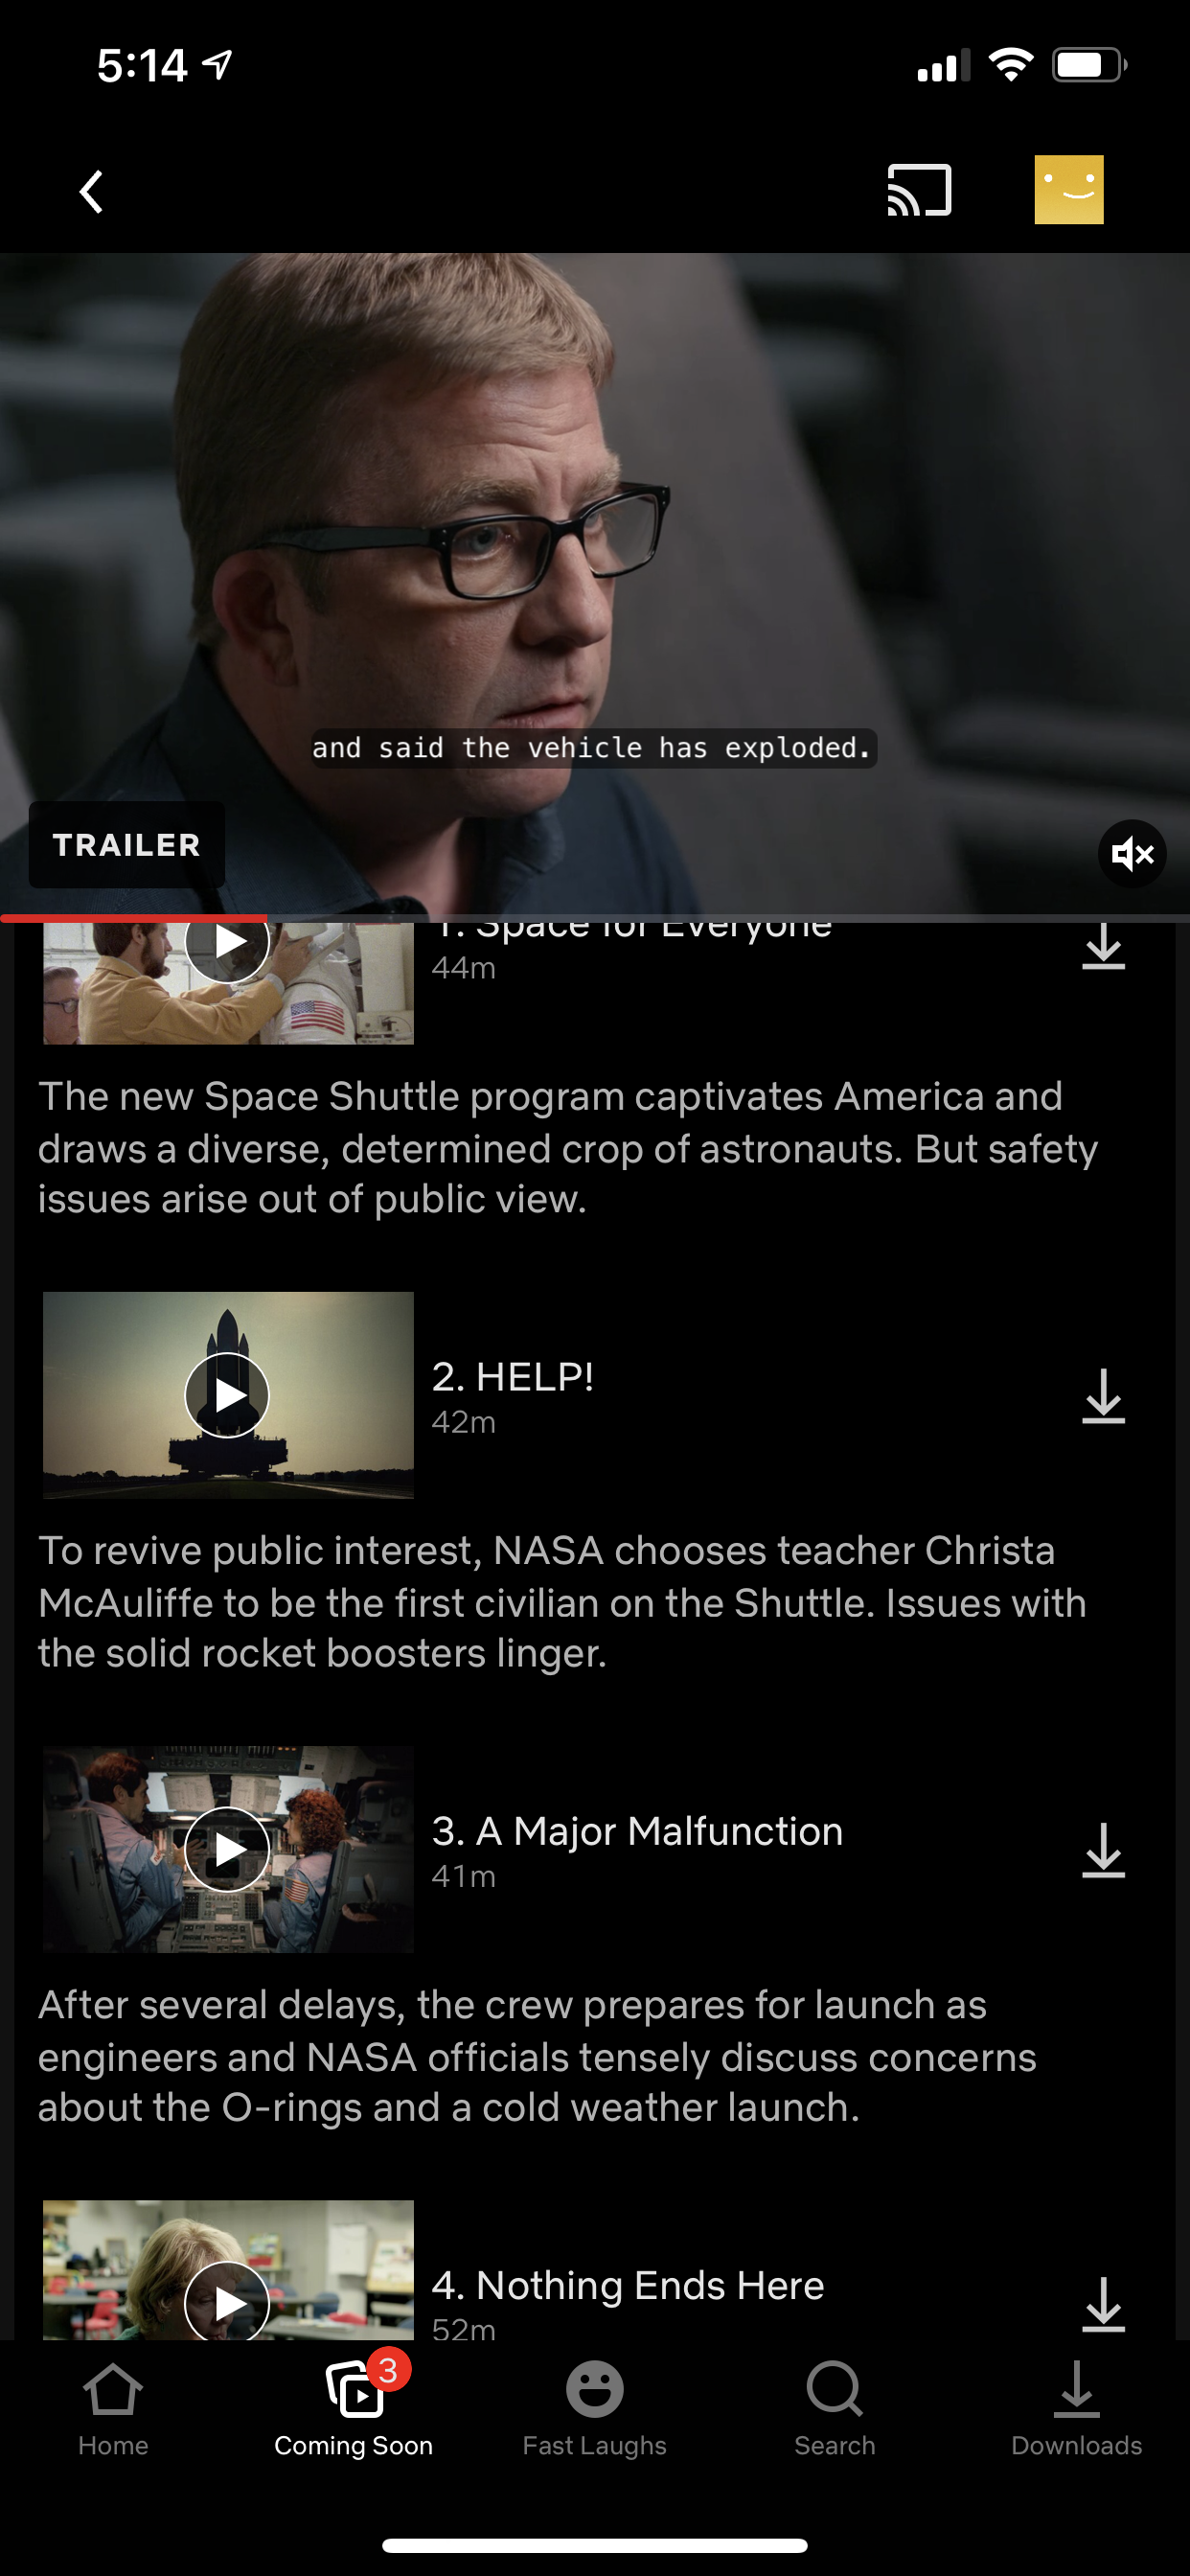 5:14
and said the vehicle has exploded.
TRAILER
1. Space for Everyone
44m
The new Space Shuttle program captivates America and
draws a diverse, determined crop of astronauts. But safety
issues arise out of public view.
2. HELP!
42m
To revive public interest, NASA chooses teacher Christa
McAuliffe to be the first civilian on the Shuttle. Issues with
the solid rocket boosters linger.
3. A Major Malfunction
41m
After several delays, the crew prepares for launch as
engineers and NASA officials tensely discuss concerns
about the O-rings and a cold weather launch.
4. Nothing Ends Here
52m
3
Home
Coming Soon
Fast Laughs
Search
Downloads